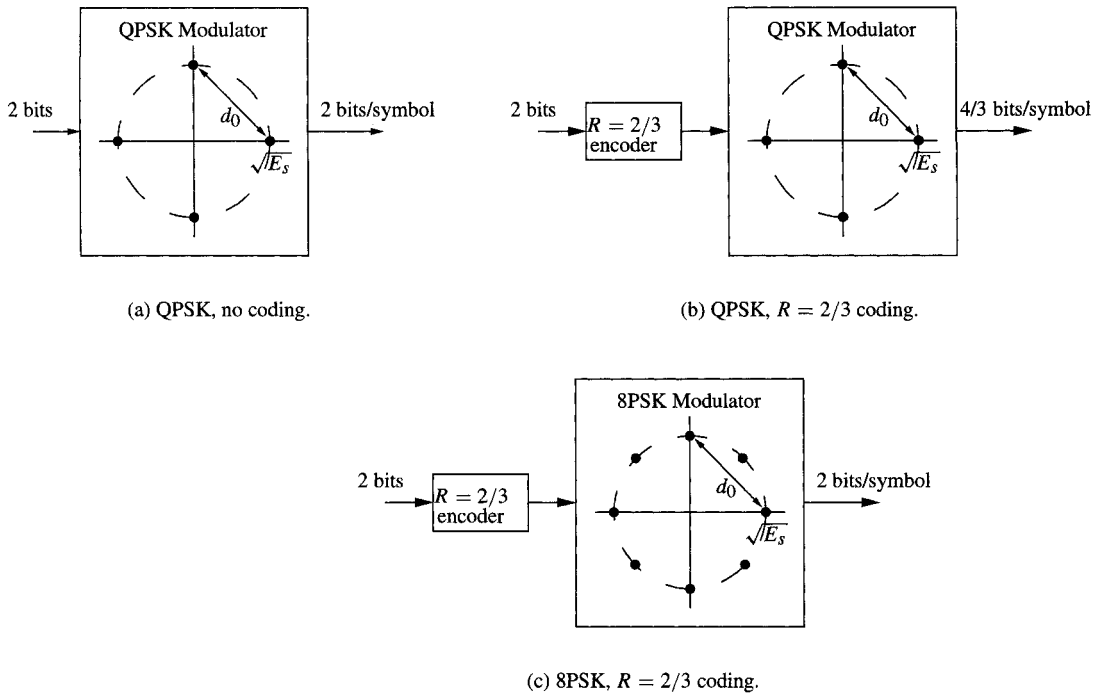 QPSK Modulator
2 bits
d₀
√Eₛ
2 bits/symbol
(a) QPSK, no coding.
2 bits
R = 2/3
encoder
QPSK Modulator
d₀
√Eₛ
4/3 bits/symbol
(b) QPSK, R = 2/3 coding.
2 bits
R = 2/3
encoder
8PSK Modulator
d₀
√Eₛ
2 bits/symbol
(c) 8PSK, R = 2/3 coding.